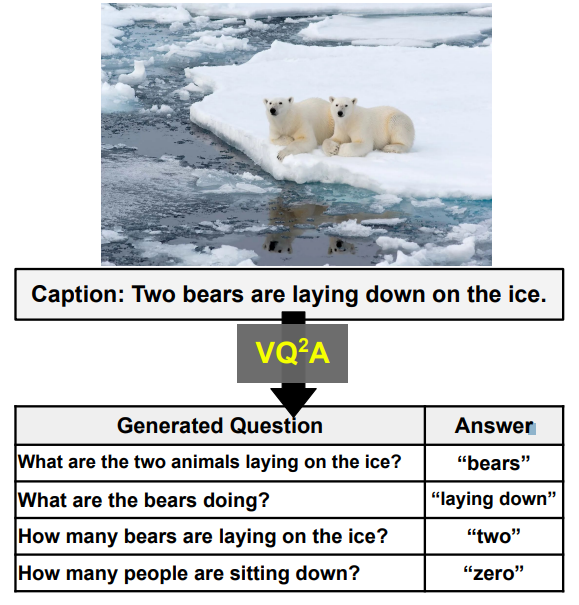 Caption: Two bears are laying down on the ice.
VQ²A
Generated Question Answer
What are the two animals laying on the ice? “bears”
What are the bears doing? “laying down”
How many bears are laying on the ice? “two”
How many people are sitting down? “zero”